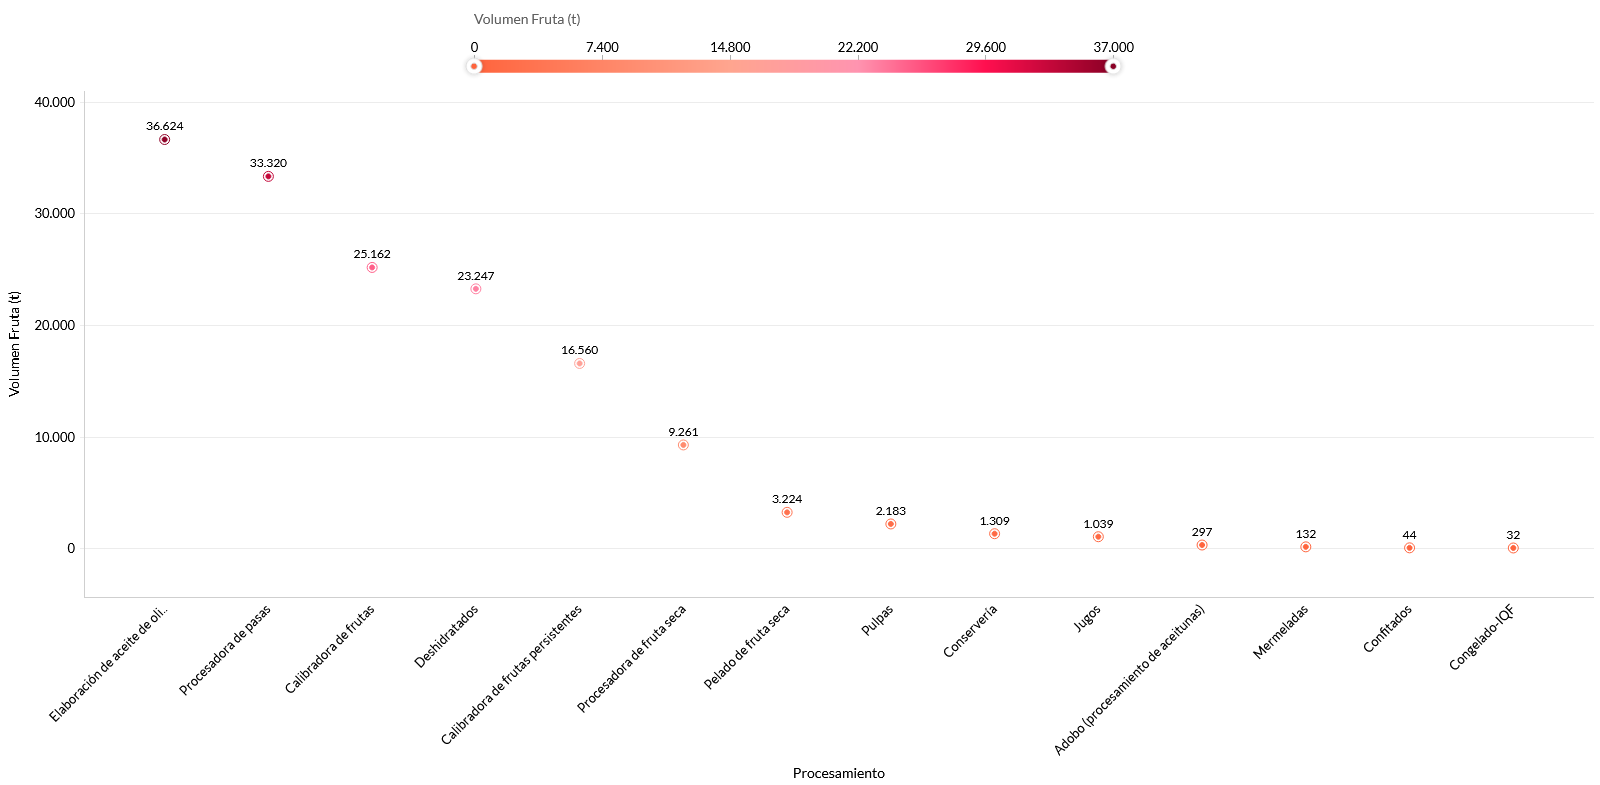 Volumen Fruta (t)
0 7.400 14.800 22.200 29.600 37.000
40.000
30.000
20.000
10.000
0
Volumen Fruta (t)
36.624
33.320
25.162
23.247
16.560
9.261
3.224
2.183
1.309
1.039
297
132
44
32
Elaboración de aceite de oli..
Procesadora de pasas
Calibradora de frutas
Deshidratados
Calibradora de frutas persistentes
Procesadora de fruta seca
Pelado de fruta seca
Pulpas
Conservería
Jugos
Adobo (procesamiento de aceitunas)
Mermeladas
Confitados
Congelado-IQF
Procesamiento